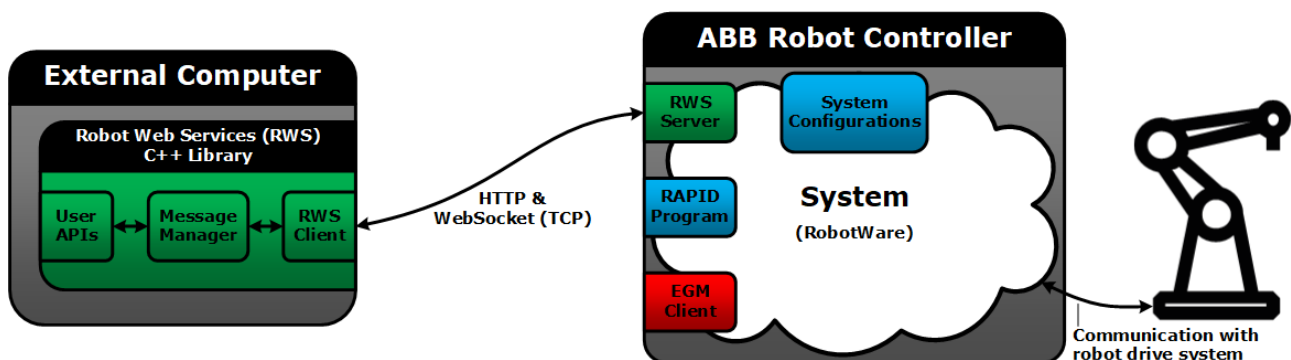 External Computer
Robot Web Services (RWS)
C++ Library
User
APIs
Message
Manager
RWS
Client
HTTP &
WebSocket (TCP)
ABB Robot Controller
RWS
Server
System
Configurations
RAPID
Program
System
(RobotWare)
EGM
Client
Communication with
robot drive system